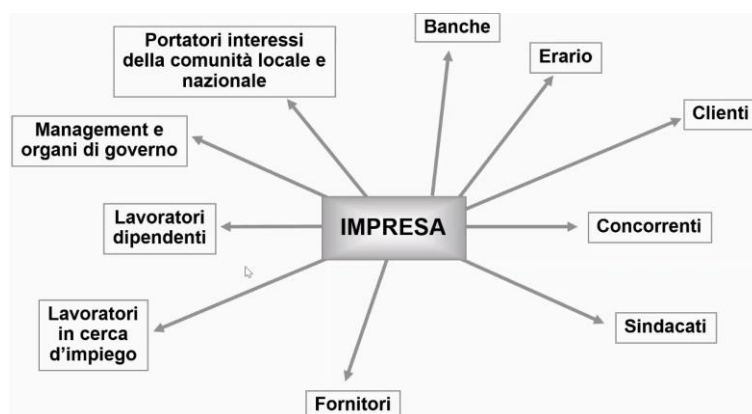 Portatori interessi
della comunità locale e
nazionale
Banche
Erario
Clienti
Management e
organi di governo
Lavoratori
dipendenti
IMPRESA
Concorrenti
Lavoratori
in cerca
d'impiego
Sindacati
Fornitori